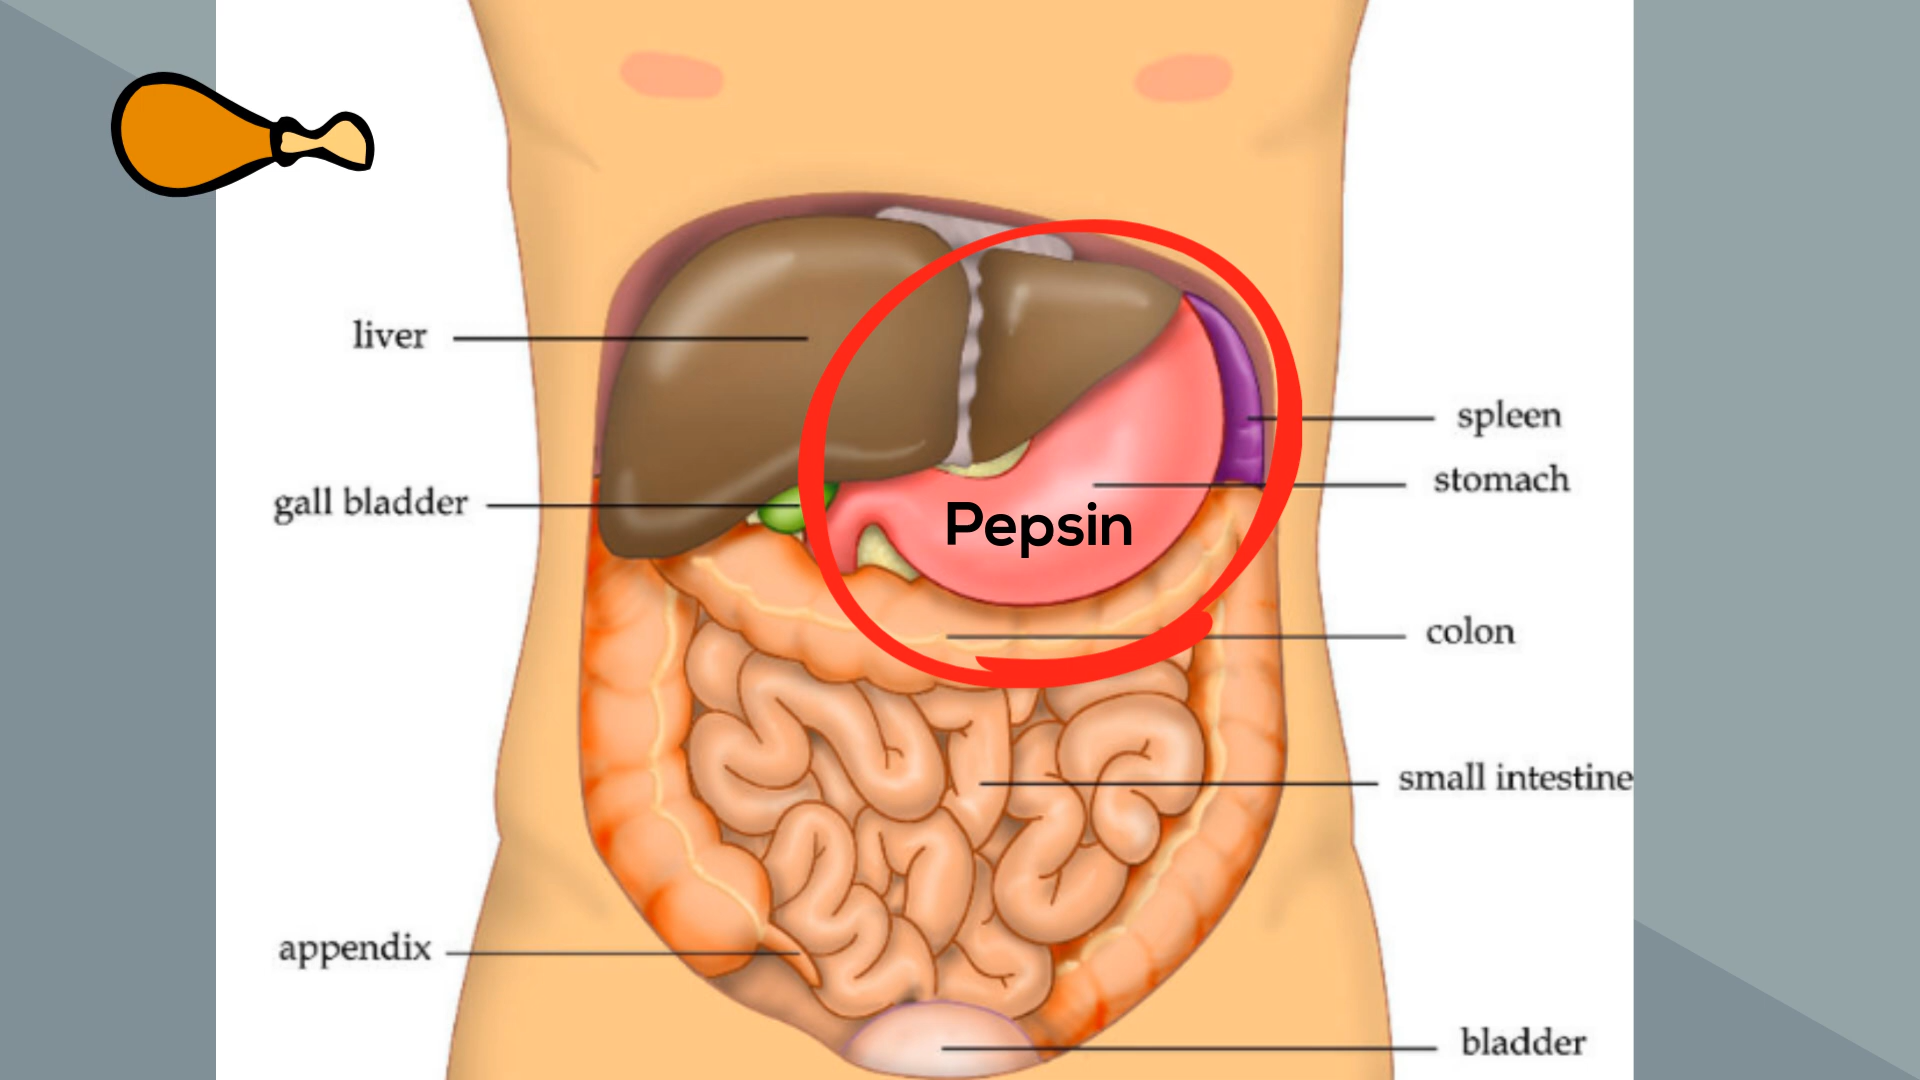 liver
spleen
stomach
gall bladder
Pepsin
colon
small intestine
appendix
bladder